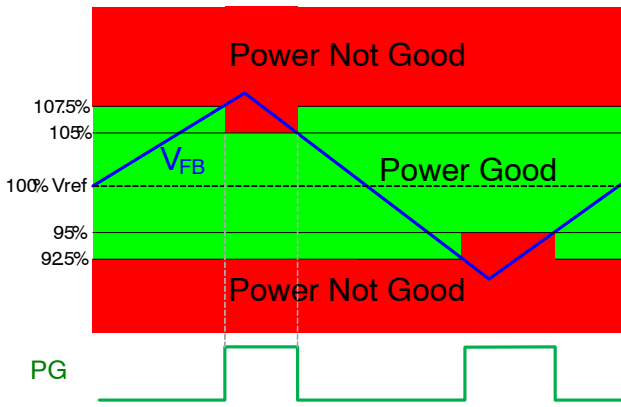 Power Not Good
107.5%
105%
VFB
Power Good
100% Vref
95%
92.5%
Power Not Good
PG